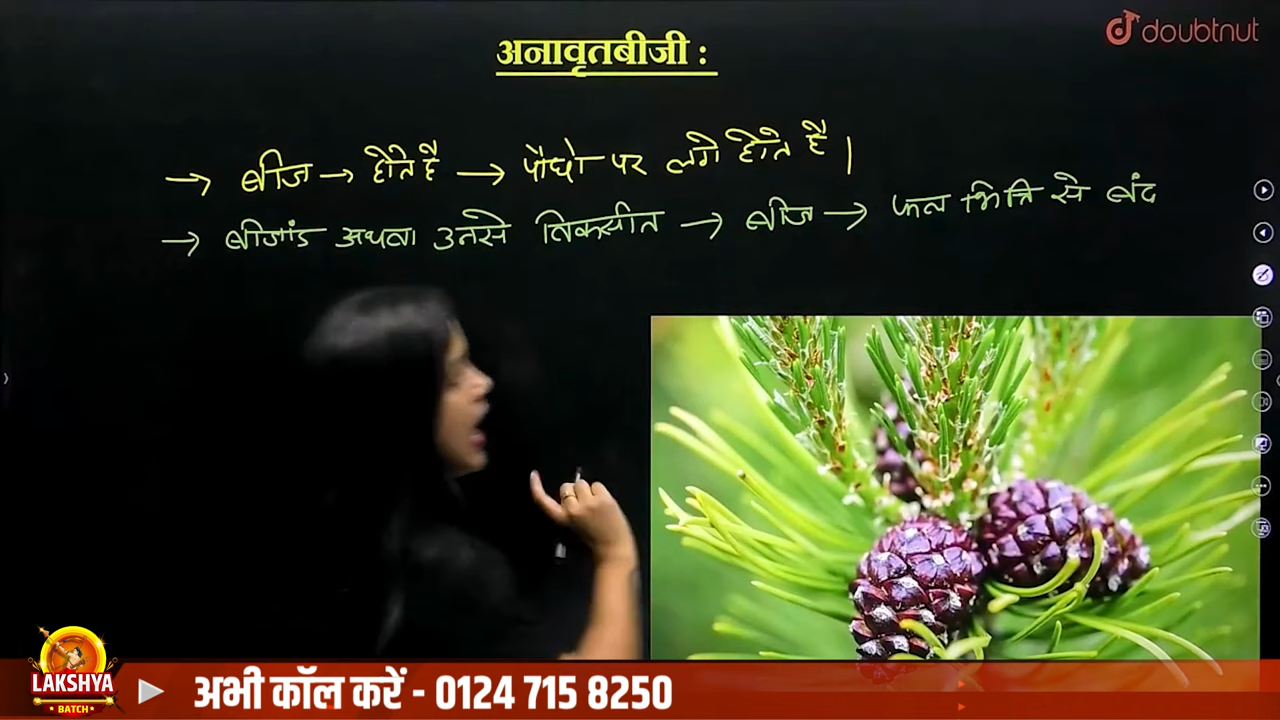 अनावृतबीजी :
doubtnut
→ बीज → होते है → पौधो पर लगे होते है |
→ बीजांड अथवा उनसे विकसीत → बीज → फल भित्ति से बंद
LAKSHYA
BATCH
अभी कॉल करें - 0124 715 8250